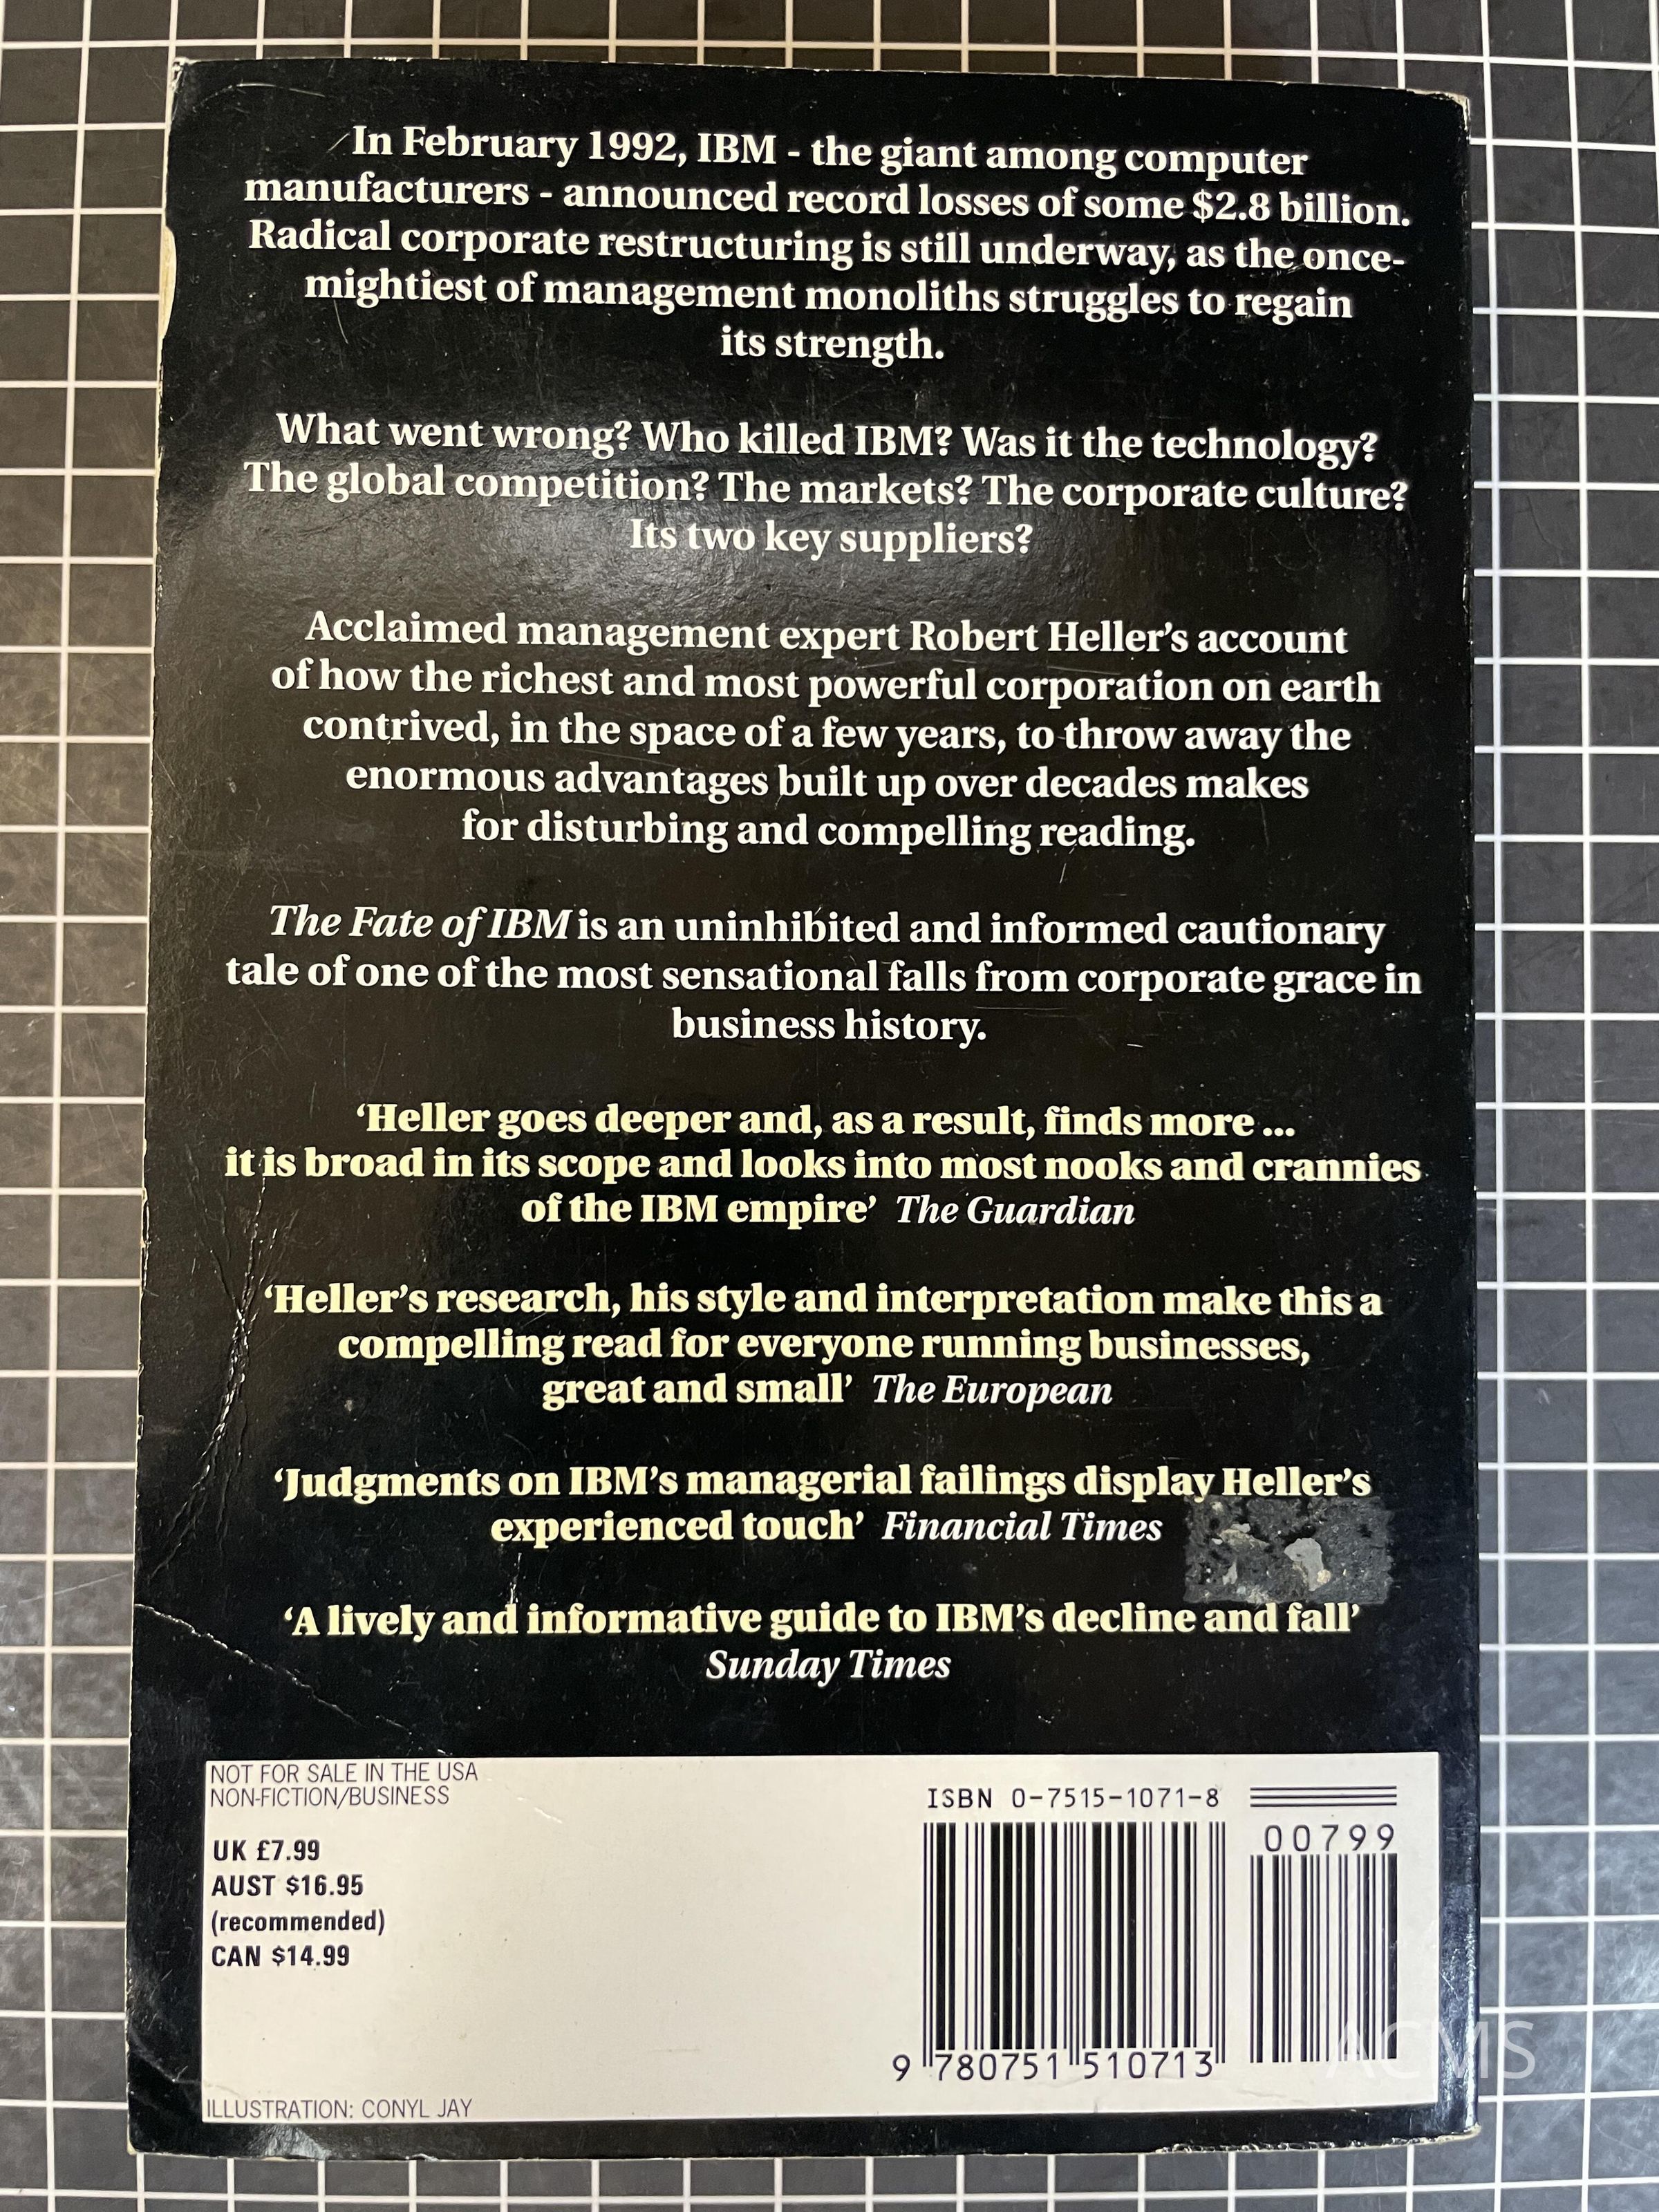 In February 1992, IBM - the giant among computer
manufacturers - announced record losses of some $2.8 billion.
Radical corporate restructuring is still underway, as the once-
mightiest of management monoliths struggles to regain
its strength.
What went wrong? Who killed IBM? Was it the technology?
The global competition? The markets? The corporate culture?
Its two key suppliers?
Acclaimed management expert Robert Heller's account
of how the richest and most powerful corporation on earth
contrived, in the space of a few years, to throw away the
enormous advantages built up over decades makes
for disturbing and compelling reading.
The Fate of IBM is an uninhibited and informed cautionary
tale of one of the most sensational falls from corporate grace in
business history.
‘Heller goes deeper and, as a result, finds more ...
it is broad in its scope and looks into most nooks and crannies
of the IBM empire’ The Guardian
‘Heller’s research, his style and interpretation make this a
compelling read for everyone running businesses,
great and small’ The European
‘Judgments on IBM’s managerial failings display Heller’s
experienced touch’ Financial Times
‘A lively and informative guide to IBM’s decline and fall’
Sunday Times
NOT FOR SALE IN THE USA
NON-FICTION/BUSINESS
UK £7.99
AUST $16.95
(recommended)
CAN $14.99
ILLUSTRATION: CONYL JAY
ISBN 0-7515-1071-8
00799
9 780751 510713
ACMS